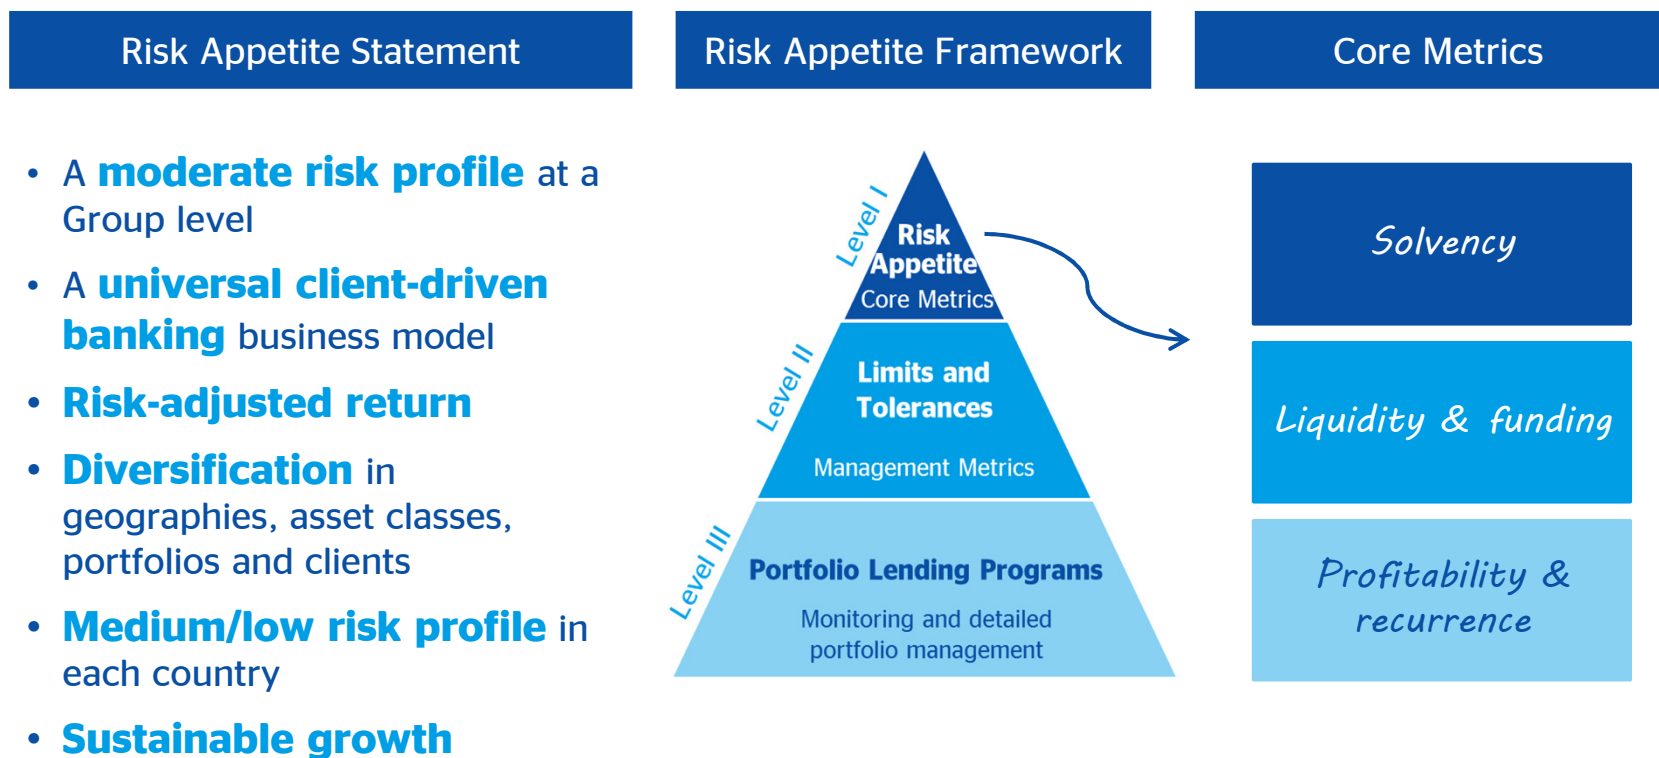 Risk Appetite Statement
• A moderate risk profile at a
Group level
• A universal client-driven
banking business model
• Risk-adjusted return
• Diversification in
geographies, asset classes,
portfolios and clients
• Medium/low risk profile in
each country
• Sustainable growth
Risk Appetite Framework
Level I
Risk
Appetite
Core Metrics
Level II
Limits and
Tolerances
Management Metrics
Level III
Portfolio Lending Programs
Monitoring and detailed
portfolio management
Core Metrics
Solvency
Liquidity & funding
Profitability &
recurrence